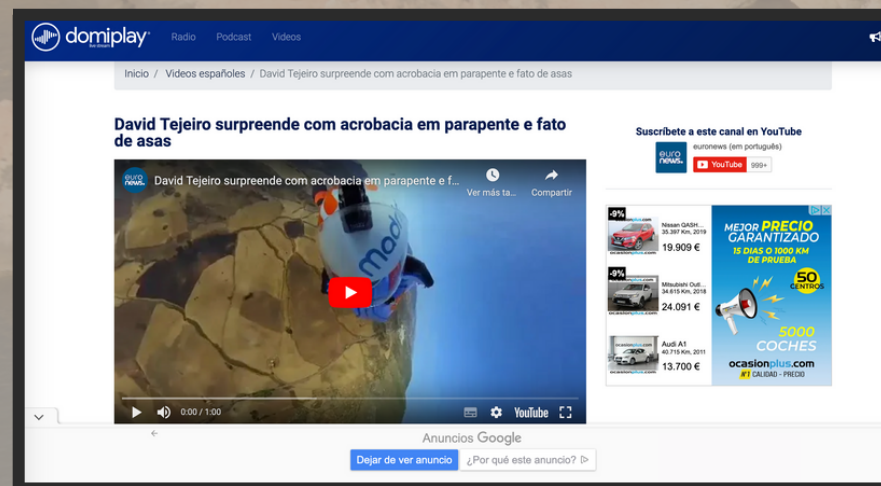 domiplay
live stream
Radio Podcast Videos
Inicio / Videos españoles / David Tejeiro surpreende com acrobacia em parapente e fato de asas
David Tejeiro surpreende com acrobacia em parapente e fato
de asas
euro
news.
David Tejeiro surpreende com acrobacia em parapente e f...
Ver más ta...
Compartir
0:00 / 1:00
YouTube
Suscríbete a este canal en YouTube
euro
news.
euronews (em português)
YouTube 999+
-9%
Nissan QASH...
35.397 Km, 2019
19.909 €
-9%
Mitsubishi Outl...
34.615 Km, 2018
24.091 €
Audi A1
40.715 Km, 2011
13.700 €
MEJOR PRECIO
GARANTIZADO
15 DIAS O 1000 KM
DE PRUEBA
50
CENTROS
5000
COCHES
ocasionplus.com
#1 CALIDAD - PRECIO
Anuncios Google
Dejar de ver anuncio
¿Por qué este anuncio?